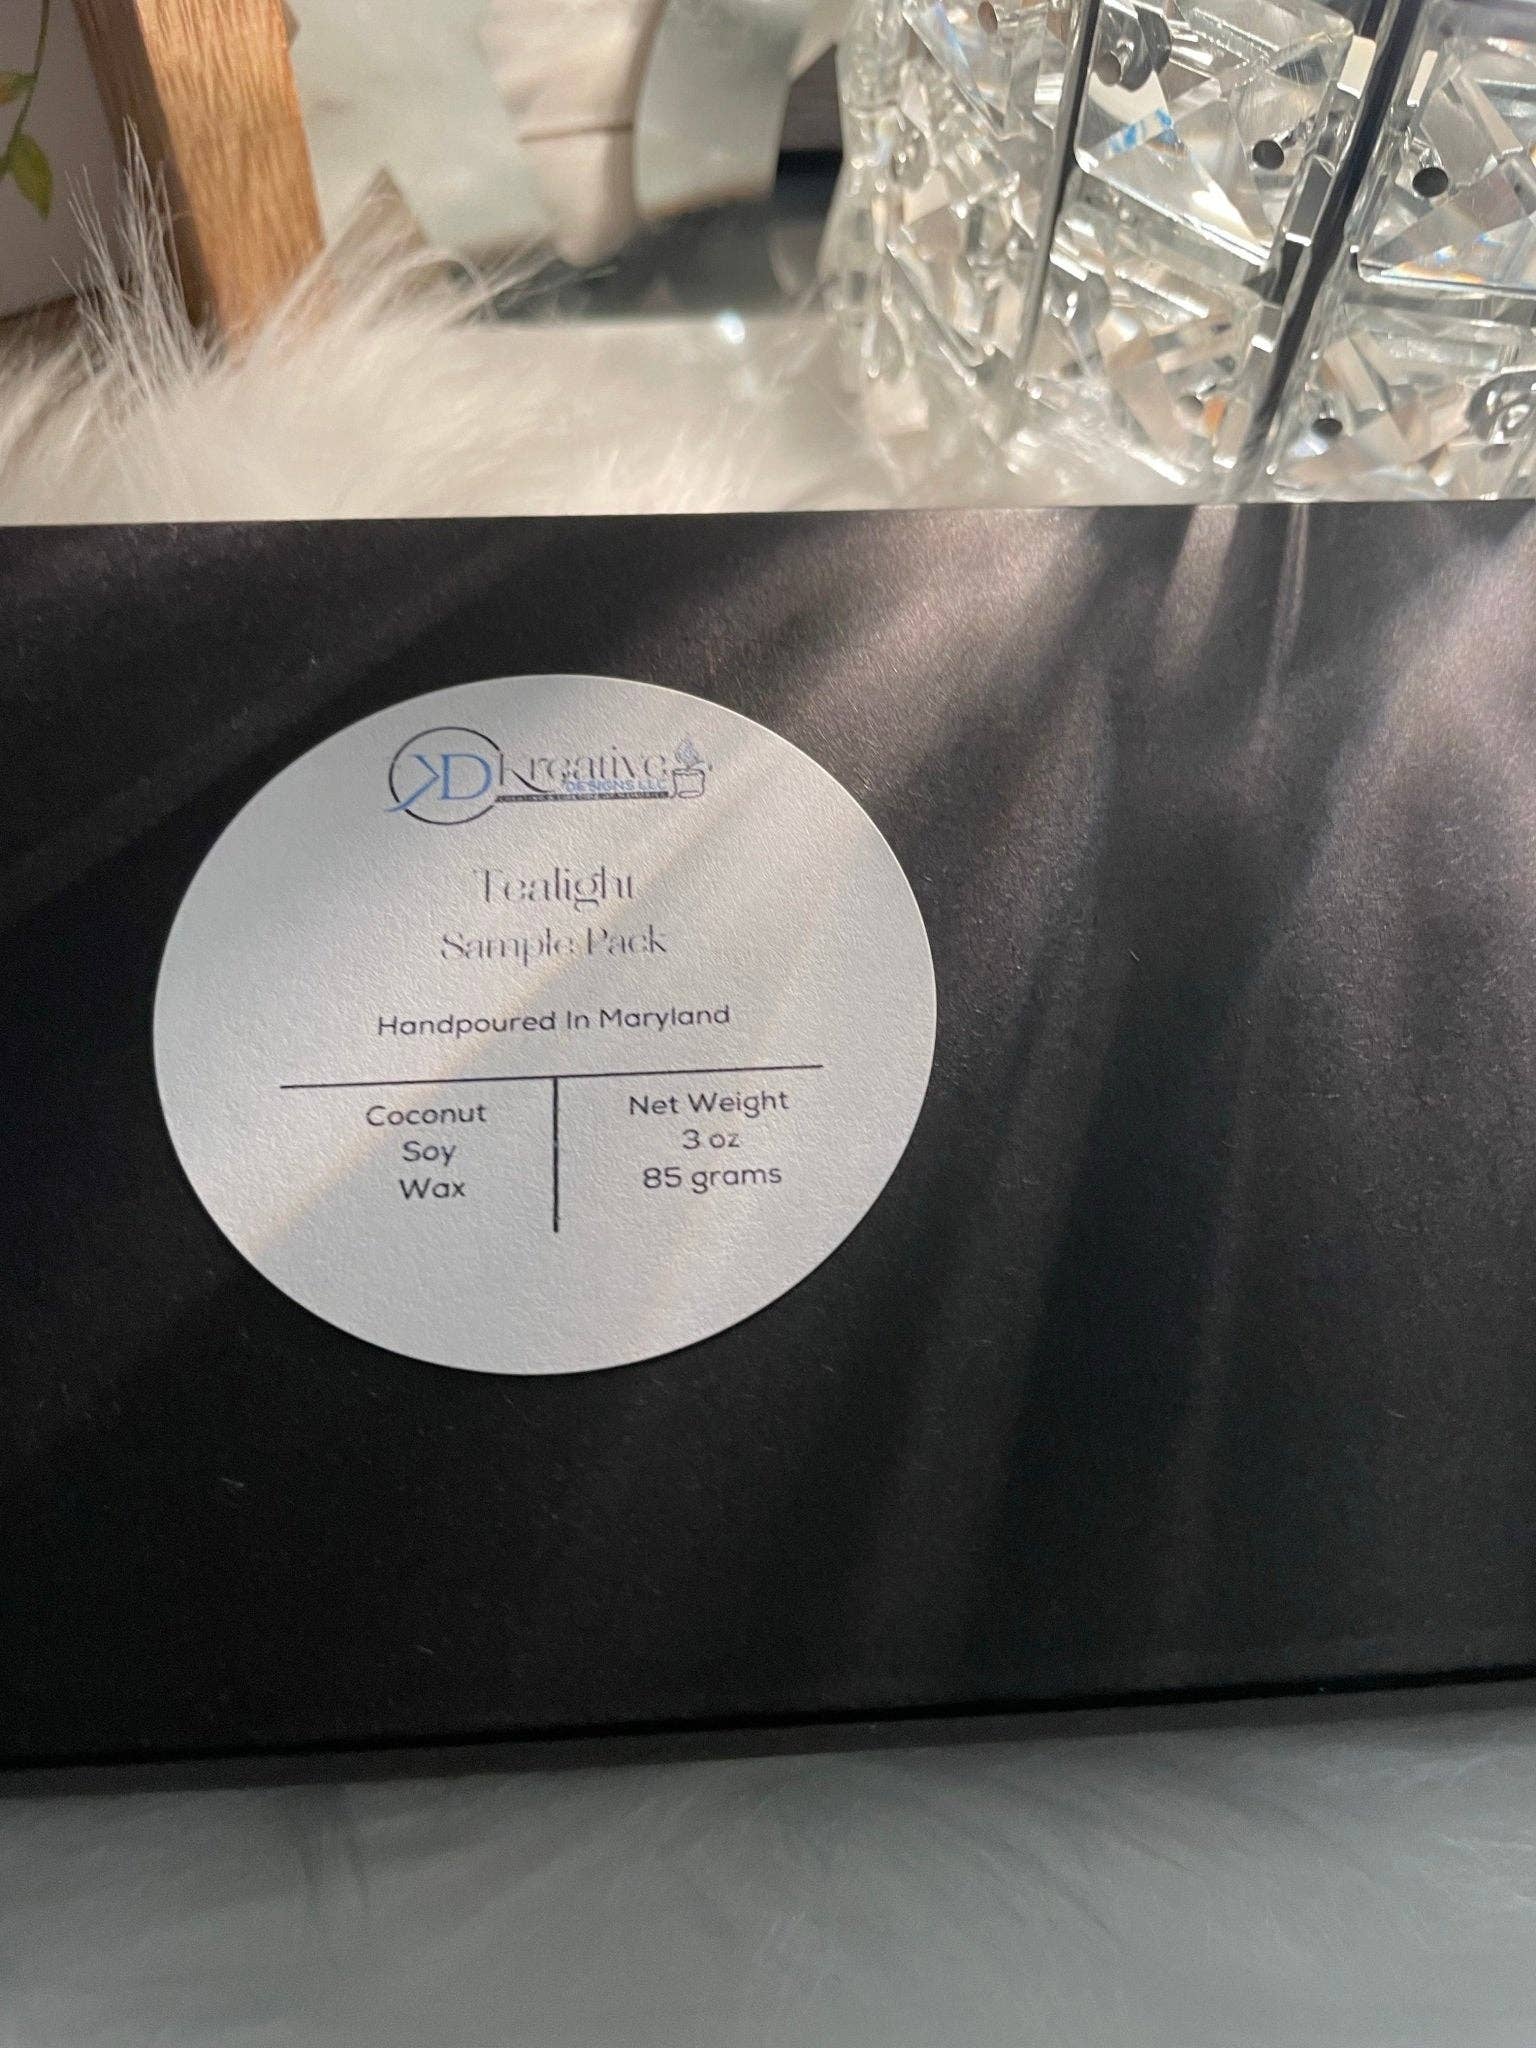 KD Kreative
DESIGNS LLC
Tealight
Sample Pack
Handpoured In Maryland
Coconut
Soy
Wax
Net Weight
3 oz
85 grams